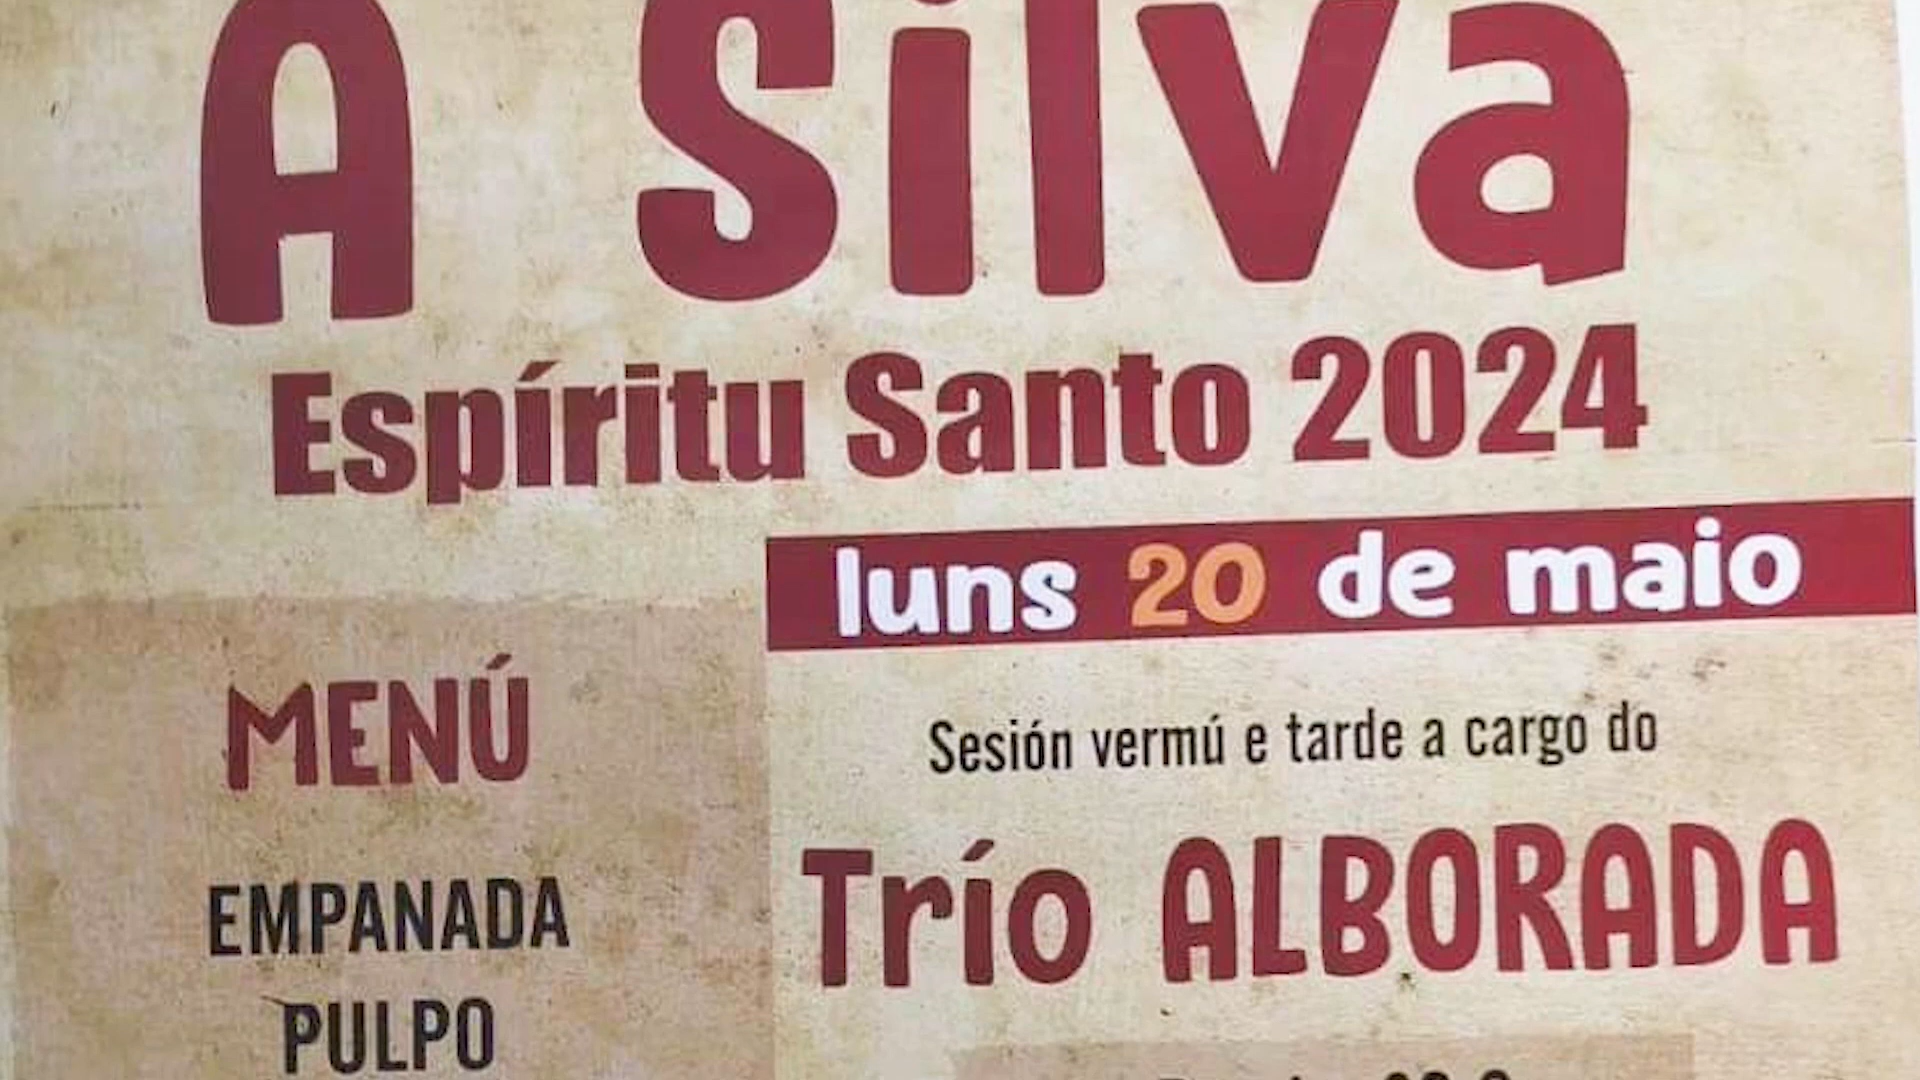 A Silva
Espíritu Santo 2024
luns 20 de maio
MENÚ
EMPANADA
PULPO
Sesión vermú e tarde a cargo do
Trío ALBORADA